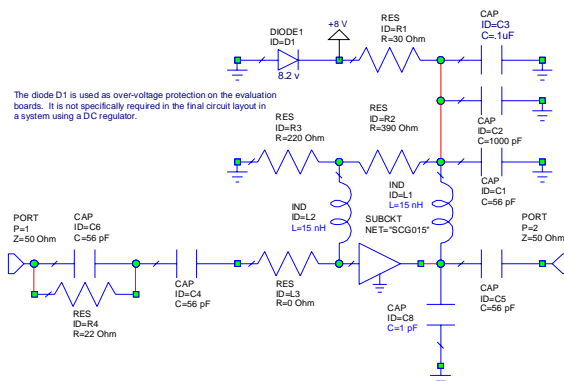 CAP
ID=C3
C=.1uF
+8 V
RES
ID=R1
R=30 Ohm
DIODE1
ID=D1
8.2 v
The diode D1 is used as over-voltage protection on the evaluation
boards. It is not specifically required in the final circuit layout in
a system using a DC regulator.
CAP
ID=C2
C=1000 pF
RES
ID=R3
R=220 Ohm
RES
ID=R2
R=390 Ohm
CAP
ID=C1
C=56 pF
IND
ID=L2
L=15 nH
IND
ID=L1
L=15 nH
SUBCKT
NET="SCG015"
PORT
P=1
Z=50 Ohm
CAP
ID=C6
C=56 pF
PORT
P=2
Z=50 Ohm
CAP
ID=C4
C=56 pF
RES
ID=L3
R=0 Ohm
CAP
ID=C5
C=56 pF
RES
ID=R4
R=22 Ohm
CAP
ID=C8
C=1 pF